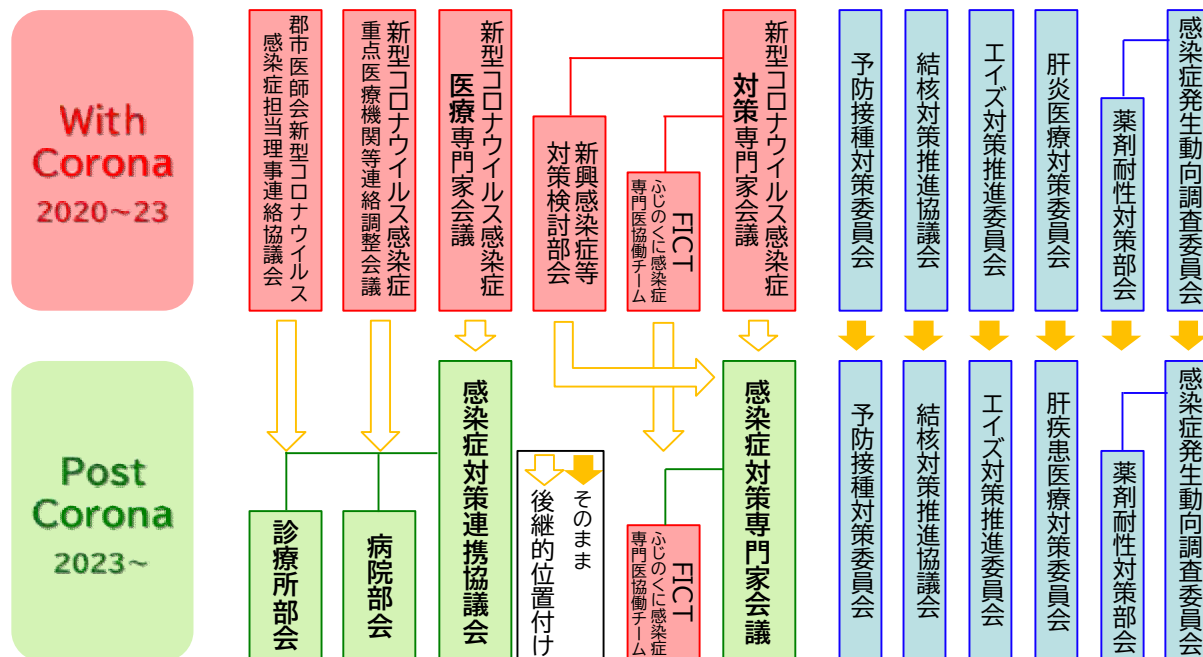 With
Corona
2020~23
郡市医師会新型コロナウイルス
感染症担当理事連絡協議会
新型コロナウイルス感染症
重点医療機関等連絡調整会議
新型コロナウイルス感染症
医療専門家会議
新興感染症等
対策検討部会
FICT
ふじのくに感染症
専門医協働チーム
新型コロナウイルス感染症
対策専門家会議
予防接種対策委員会
結核対策推進協議会
エイズ対策推進委員会
肝炎医療対策委員会
薬剤耐性対策部会
感染症発生動向調査委員会
Post
Corona
2023~
診療所部会
病院部会
感染症対策連携協議会
そのまま
後継的位置付け
FICT
ふじのくに感染症
専門医協働チーム
感染症対策専門家会議
予防接種対策委員会
結核対策推進協議会
エイズ対策推進委員会
肝疾患医療対策委員会
薬剤耐性対策部会
感染症発生動向調査委員会